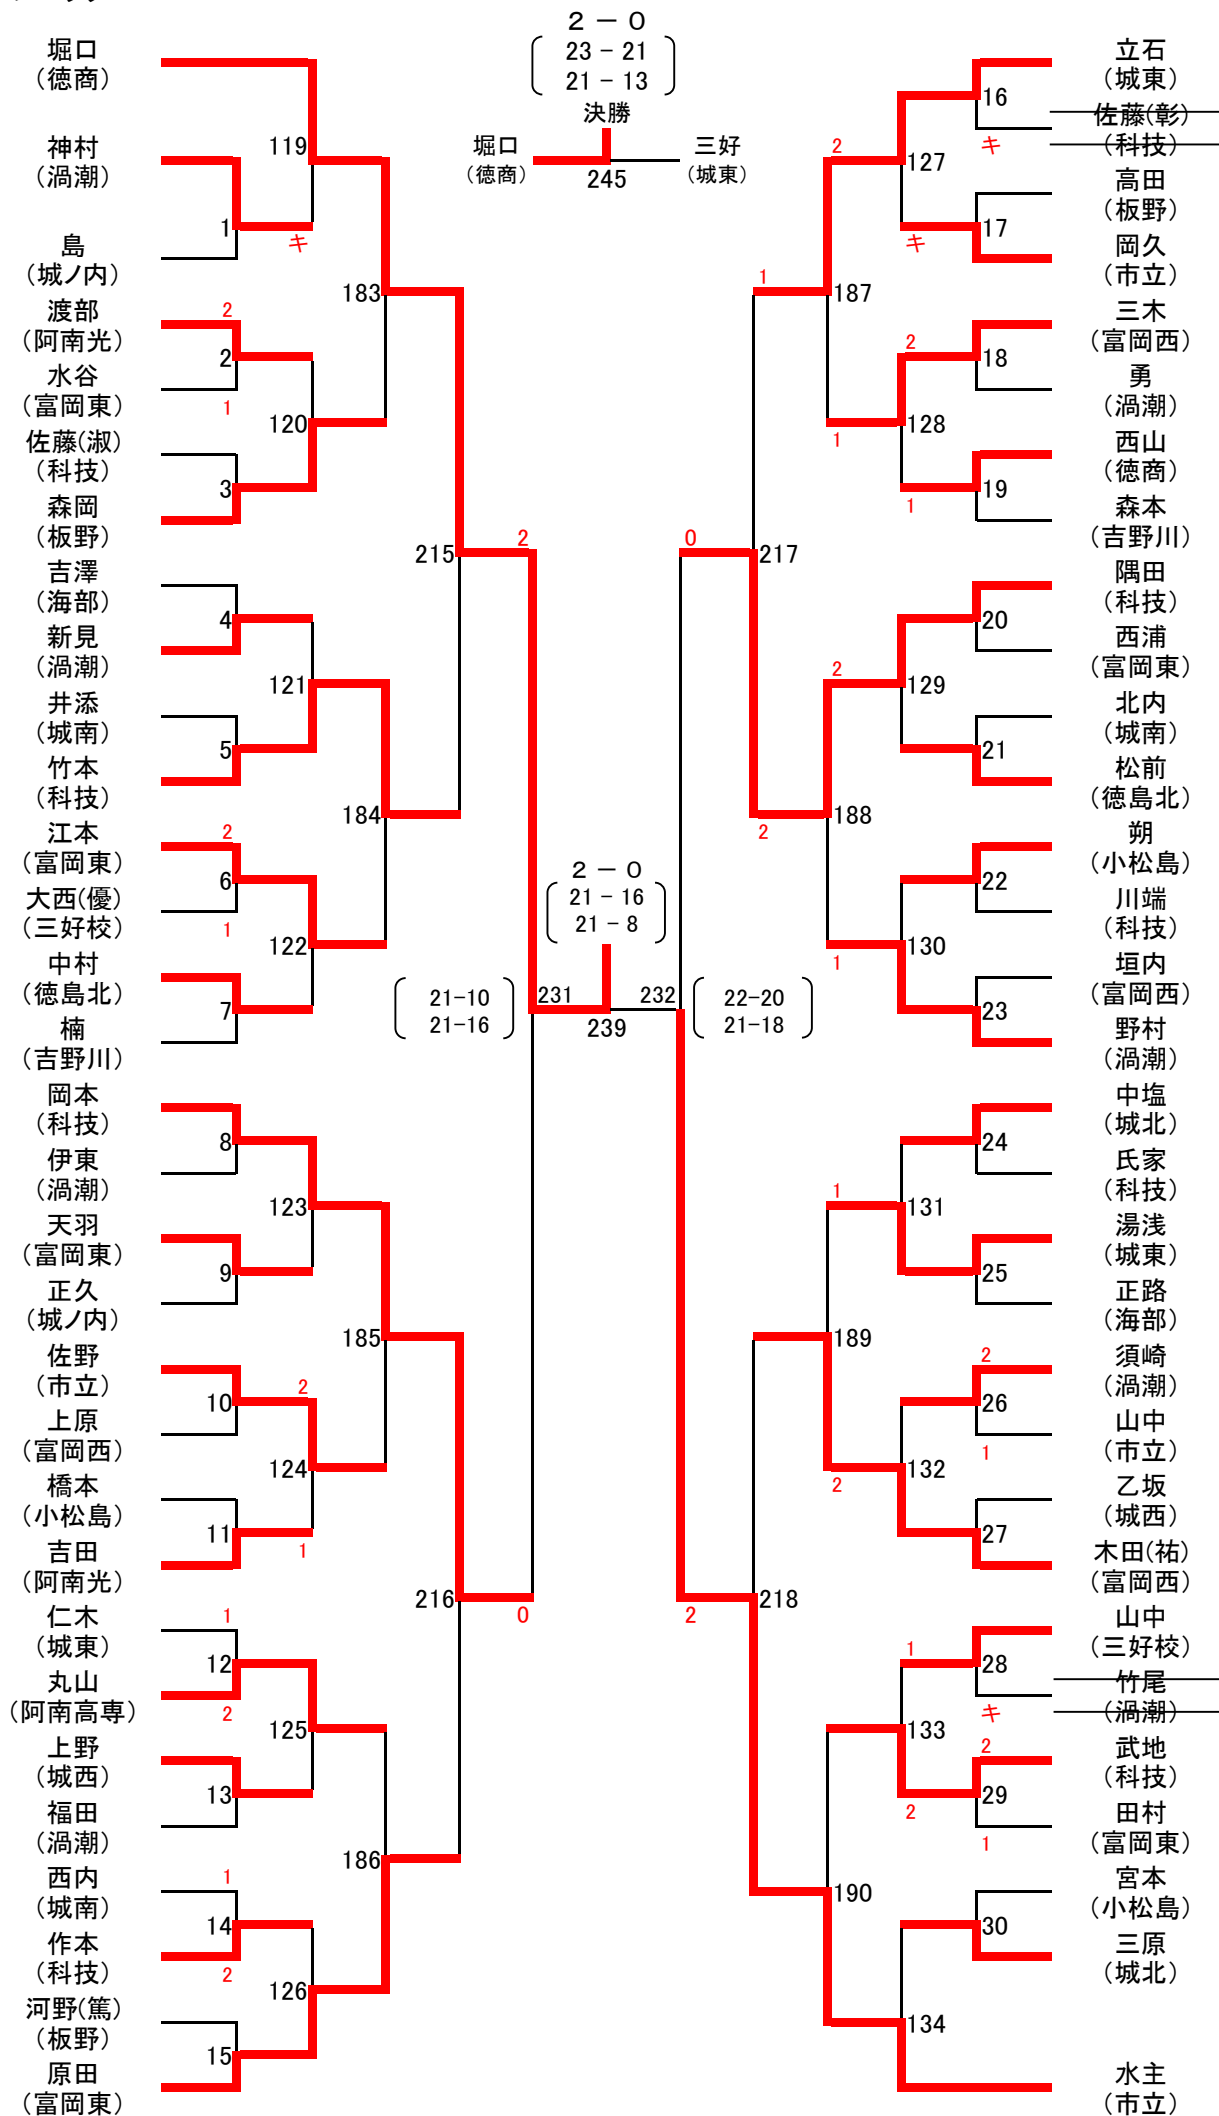 2 － 0
23 － 21
21 － 13
決勝
堀口
(徳商)
三好
(城東)
245
堀口
(徳商)
119
神村
(渦潮)
1
キ
島
(城ノ内)
183
渡部
(阿南光)
2
2
水谷
(富岡東)
1
120
佐藤(淑)
(科技)
3
森岡
(板野)
215
2
吉澤
(海部)
4
新見
(渦潮)
121
井添
(城南)
5
竹本
(科技)
184
江本
(富岡東)
2
6
大西(優)
(三好校)
1
122
中村
(徳島北)
7
楠
(吉野川)
岡本
(科技)
8
伊東
(渦潮)
123
天羽
(富岡東)
9
正久
(城ノ内)
185
佐野
(市立)
10
2
上原
(富岡西)
124
橋本
(小松島)
11
1
吉田
(阿南光)
216
0
仁木
(城東)
1
12
丸山
(阿南高専)
2
125
上野
(城西)
13
福田
(渦潮)
186
西内
(城南)
1
14
作本
(科技)
2
126
河野(篤)
(板野)
15
原田
(富岡東)
2 － 0
21 － 16
21 － 8
21-10
21-16
231
232
239
22-20
21-18
立石
(城東)
16
佐藤(彰)
(科技)
キ
2
127
高田
(板野)
17
キ
岡久
(市立)
1
187
三木
(富岡西)
2
18
勇
(渦潮)
1
128
西山
(徳商)
19
1
森本
(吉野川)
0
217
隅田
(科技)
20
西浦
(富岡東)
2
129
北内
(城南)
21
松前
(徳島北)
2
188
朔
(小松島)
22
川端
(科技)
1
130
垣内
(富岡西)
23
野村
(渦潮)
中塩
(城北)
24
氏家
(科技)
1
131
湯浅
(城東)
25
正路
(海部)
189
須崎
(渦潮)
2
26
山中
(市立)
1
2
132
乙坂
(城西)
27
木田(祐)
(富岡西)
2
218
山中
(三好校)
1
28
竹尾
(渦潮)
キ
133
武地
(科技)
2
29
2
田村
(富岡東)
1
190
宮本
(小松島)
30
三原
(城北)
134
水主
(市立)